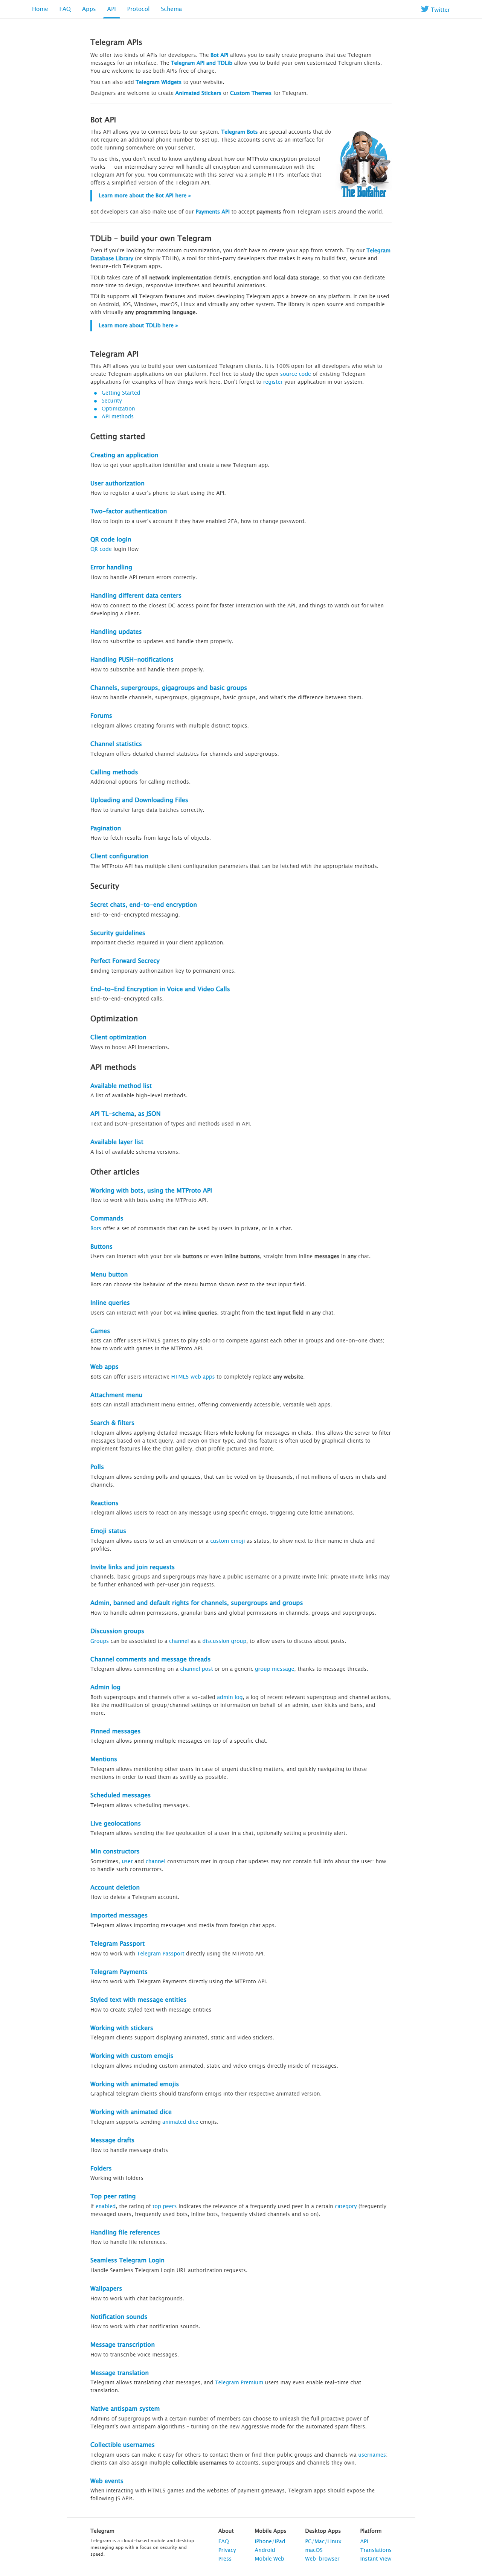 Home FAQ Apps API Protocol Schema Twitter
Telegram APIs
We offer two kinds of APIs for developers. The Bot API allows you to easily create programs that use Telegram
messages for an interface. The Telegram API and TDLib allow you to build your own customized Telegram clients.
You are welcome to use both APIs free of charge.
You can also add Telegram Widgets to your website.
Designers are welcome to create Animated Stickers or Custom Themes for Telegram.
Bot API
This API allows you to connect bots to our system. Telegram Bots are special accounts that do
not require an additional phone number to set up. These accounts serve as an interface for
code running somewhere on your server.
To use this, you don't need to know anything about how our MTProto encryption protocol
works — our intermediary server will handle all encryption and communication with the
Telegram API for you. You communicate with this server via a simple HTTPS-interface that
offers a simplified version of the Telegram API.
The Botfather
Learn more about the Bot API here »
Bot developers can also make use of our Payments API to accept payments from Telegram users around the world.
TDLib – build your own Telegram
Even if you're looking for maximum customization, you don't have to create your app from scratch. Try our Telegram
Database Library (or simply TDLib), a tool for third-party developers that makes it easy to build fast, secure and
feature-rich Telegram apps.
TDLib takes care of all network implementation details, encryption and local data storage, so that you can dedicate
more time to design, responsive interfaces and beautiful animations.
TDLib supports all Telegram features and makes developing Telegram apps a breeze on any platform. It can be used
on Android, iOS, Windows, macOS, Linux and virtually any other system. The library is open source and compatible
with virtually any programming language.
Learn more about TDLib here »
Telegram API
This API allows you to build your own customized Telegram clients. It is 100% open for all developers who wish to
create Telegram applications on our platform. Feel free to study the open source code of existing Telegram
applications for examples of how things work here. Don't forget to register your application in our system.
Getting Started
Security
Optimization
API methods
Getting started
Creating an application
How to get your application identifier and create a new Telegram app.
User authorization
How to register a user's phone to start using the API.
Two-factor authentication
How to login to a user's account if they have enabled 2FA, how to change password.
QR code login
QR code login flow
Error handling
How to handle API return errors correctly.
Handling different data centers
How to connect to the closest DC access point for faster interaction with the API, and things to watch out for when
developing a client.
Handling updates
How to subscribe to updates and handle them properly.
Handling PUSH-notifications
How to subscribe and handle them properly.
Channels, supergroups, gigagroups and basic groups
How to handle channels, supergroups, gigagroups, basic groups, and what's the difference between them.
Forums
Telegram allows creating forums with multiple distinct topics.
Channel statistics
Telegram offers detailed channel statistics for channels and supergroups.
Calling methods
Additional options for calling methods.
Uploading and Downloading Files
How to transfer large data batches correctly.
Pagination
How to fetch results from large lists of objects.
Client configuration
The MTProto API has multiple client configuration parameters that can be fetched with the appropriate methods.
Security
Secret chats, end-to-end encryption
End-to-end-encrypted messaging.
Security guidelines
Important checks required in your client application.
Perfect Forward Secrecy
Binding temporary authorization key to permanent ones.
End-to-End Encryption in Voice and Video Calls
End-to-end-encrypted calls.
Optimization
Client optimization
Ways to boost API interactions.
API methods
Available method list
A list of available high-level methods.
API TL-schema, as JSON
Text and JSON-presentation of types and methods used in API.
Available layer list
A list of available schema versions.
Other articles
Working with bots, using the MTProto API
How to work with bots using the MTProto API.
Commands
Bots offer a set of commands that can be used by users in private, or in a chat.
Buttons
Users can interact with your bot via buttons or even inline buttons, straight from inline messages in any chat.
Menu button
Bots can choose the behavior of the menu button shown next to the text input field.
Inline queries
Users can interact with your bot via inline queries, straight from the text input field in any chat.
Games
Bots can offer users HTML5 games to play solo or to compete against each other in groups and one-on-one chats;
how to work with games in the MTProto API.
Web apps
Bots can offer users interactive HTML5 web apps to completely replace any website.
Attachment menu
Bots can install attachment menu entries, offering conveniently accessible, versatile web apps.
Search & filters
Telegram allows applying detailed message filters while looking for messages in chats. This allows the server to filter
messages based on a text query, and even on their type, and this feature is often used by graphical clients to
implement features like the chat gallery, chat profile pictures and more.
Polls
Telegram allows sending polls and quizzes, that can be voted on by thousands, if not millions of users in chats and
channels.
Reactions
Telegram allows users to react on any message using specific emojis, triggering cute lottie animations.
Emoji status
Telegram allows users to set an emoticon or a custom emoji as status, to show next to their name in chats and
profiles.
Invite links and join requests
Channels, basic groups and supergroups may have a public username or a private invite link: private invite links may
be further enhanced with per-user join requests.
Admin, banned and default rights for channels, supergroups and groups
How to handle admin permissions, granular bans and global permissions in channels, groups and supergroups.
Discussion groups
Groups can be associated to a channel as a discussion group, to allow users to discuss about posts.
Channel comments and message threads
Telegram allows commenting on a channel post or on a generic group message, thanks to message threads.
Admin log
Both supergroups and channels offer a so-called admin log, a log of recent relevant supergroup and channel actions,
like the modification of group/channel settings or information on behalf of an admin, user kicks and bans, and
more.
Pinned messages
Telegram allows pinning multiple messages on top of a specific chat.
Mentions
Telegram allows mentioning other users in case of urgent duckling matters, and quickly navigating to those
mentions in order to read them as swiftly as possible.
Scheduled messages
Telegram allows scheduling messages.
Live geolocations
Telegram allows sending the live geolocation of a user in a chat, optionally setting a proximity alert.
Min constructors
Sometimes, user and channel constructors met in group chat updates may not contain full info about the user: how
to handle such constructors.
Account deletion
How to delete a Telegram account.
Imported messages
Telegram allows importing messages and media from foreign chat apps.
Telegram Passport
How to work with Telegram Passport directly using the MTProto API.
Telegram Payments
How to work with Telegram Payments directly using the MTProto API.
Styled text with message entities
How to create styled text with message entities
Working with stickers
Telegram clients support displaying animated, static and video stickers.
Working with custom emojis
Telegram allows including custom animated, static and video emojis directly inside of messages.
Working with animated emojis
Graphical telegram clients should transform emojis into their respective animated version.
Working with animated dice
Telegram supports sending animated dice emojis.
Message drafts
How to handle message drafts
Folders
Working with folders
Top peer rating
If enabled, the rating of top peers indicates the relevance of a frequently used peer in a certain category (frequently
messaged users, frequently used bots, inline bots, frequently visited channels and so on).
Handling file references
How to handle file references.
Seamless Telegram Login
Handle Seamless Telegram Login URL authorization requests.
Wallpapers
How to work with chat backgrounds.
Notification sounds
How to work with chat notification sounds.
Message transcription
How to transcribe voice messages.
Message translation
Telegram allows translating chat messages, and Telegram Premium users may even enable real-time chat
translation.
Native antispam system
Admins of supergroups with a certain number of members can choose to unleash the full proactive power of
Telegram's own antispam algorithms – turning on the new Aggressive mode for the automated spam filters.
Collectible usernames
Telegram users can make it easy for others to contact them or find their public groups and channels via usernames:
clients can also assign multiple collectible usernames to accounts, supergroups and channels they own.
Web events
When interacting with HTML5 games and the websites of payment gateways, Telegram apps should expose the
following JS APIs.
Telegram
Telegram is a cloud-based mobile and desktop
messaging app with a focus on security and
speed.
About
FAQ
Privacy
Press
Mobile Apps
iPhone/iPad
Android
Mobile Web
Desktop Apps
PC/Mac/Linux
macOS
Web-browser
Platform
API
Translations
Instant View